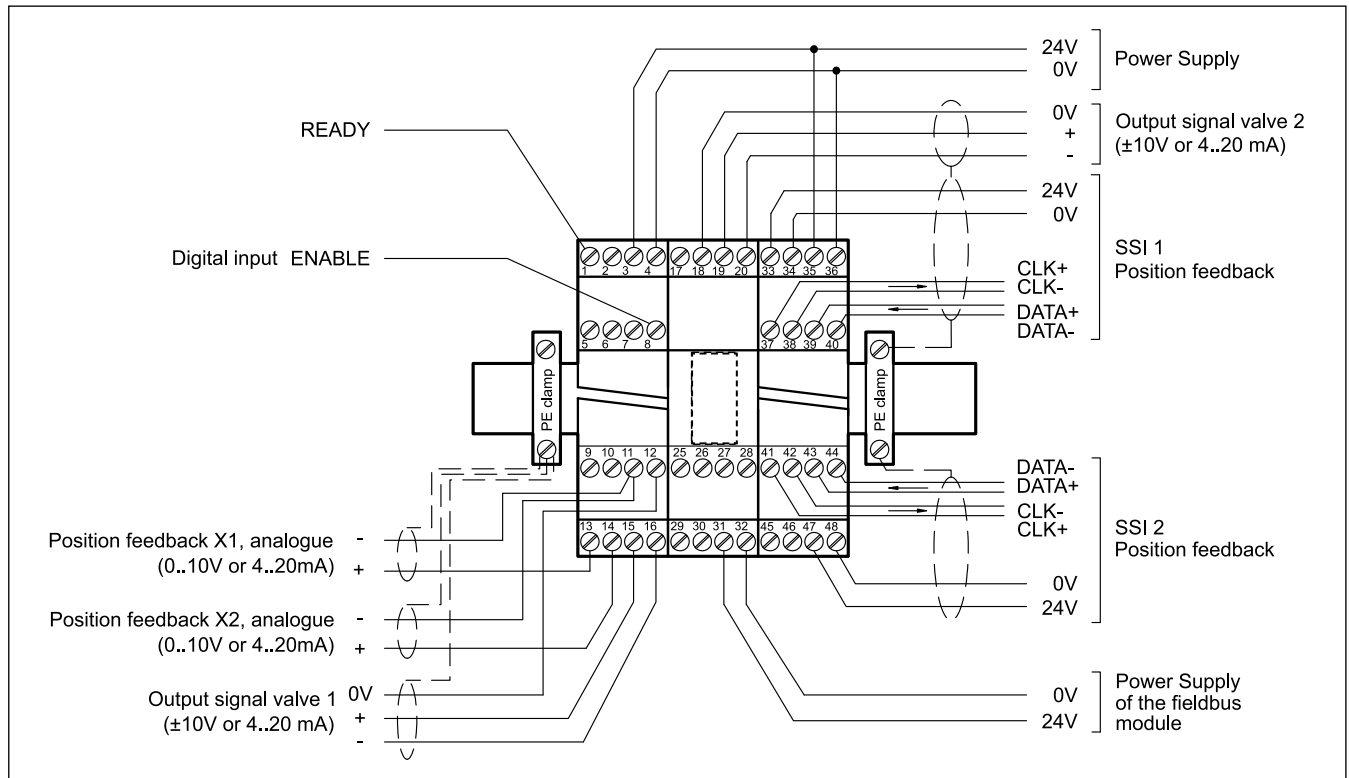 24V
0V
Power Supply
0V
+
-
Output signal valve 2
(±10V or 4..20 mA)
READY
24V
0V
SSI 1
Position feedback
Digital input ENABLE
1 2 3 4 17 18 19 20 33 34 35 36
CLK+
CLK-
DATA+
DATA-
5 6 7 8 37 38 39 40
PE clamp
PE clamp
9 10 11 12 25 26 27 28 41 42 43 44
DATA-
DATA+
CLK-
CLK+
SSI 2
Position feedback
0V
24V
13 14 15 16 29 30 31 32 45 46 47 48
Position feedback X1, analogue -
(0..10V or 4..20mA) +
Position feedback X2, analogue -
(0..10V or 4..20mA) +
Output signal valve 1 0V
(±10V or 4..20 mA) +
-
0V
24V
Power Supply
of the fieldbus
module